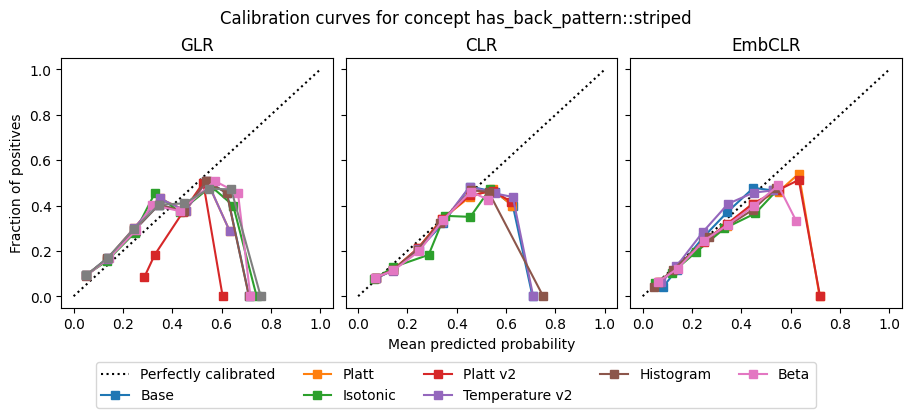 Calibration curves for concept has_back_pattern::striped
GLR
CLR
EmbCLR
Fraction of positives
1.0
0.8
0.6
0.4
0.2
0.0
0.0 0.2 0.4 0.6 0.8 1.0
0.0 0.2 0.4 0.6 0.8 1.0
0.0 0.2 0.4 0.6 0.8 1.0
Mean predicted probability
Perfectly calibrated
Base
Platt
Isotonic
Platt v2
Temperature v2
Histogram
Beta